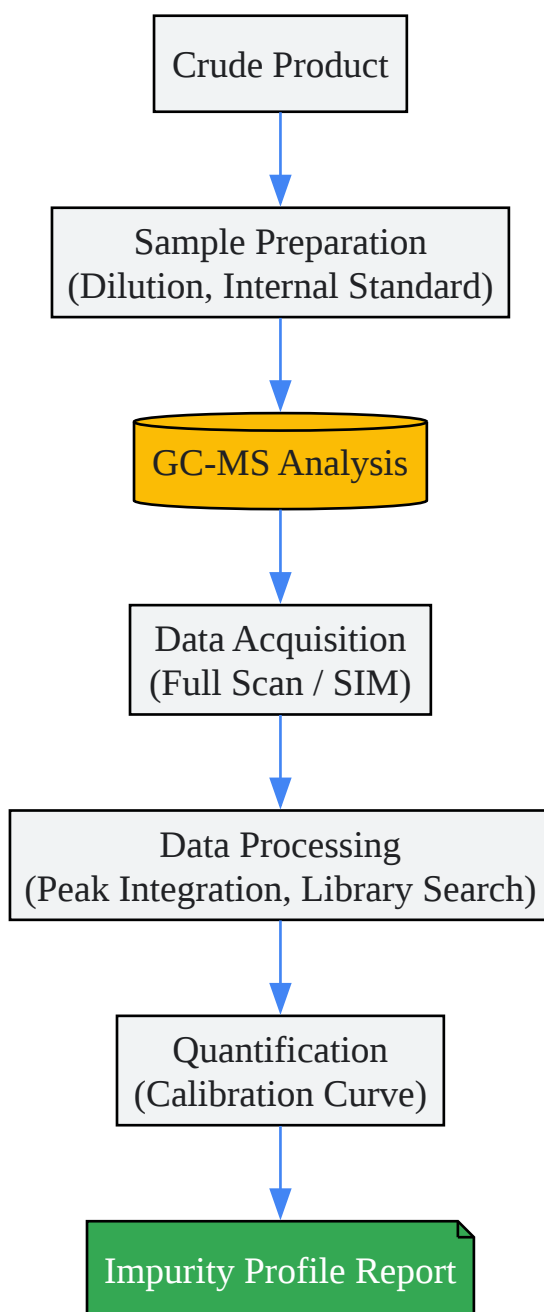 Crude Product
Sample Preparation
(Dilution, Internal Standard)
GC-MS Analysis
Data Acquisition
(Full Scan / SIM)
Data Processing
(Peak Integration, Library Search)
Quantification
(Calibration Curve)
Impurity Profile Report